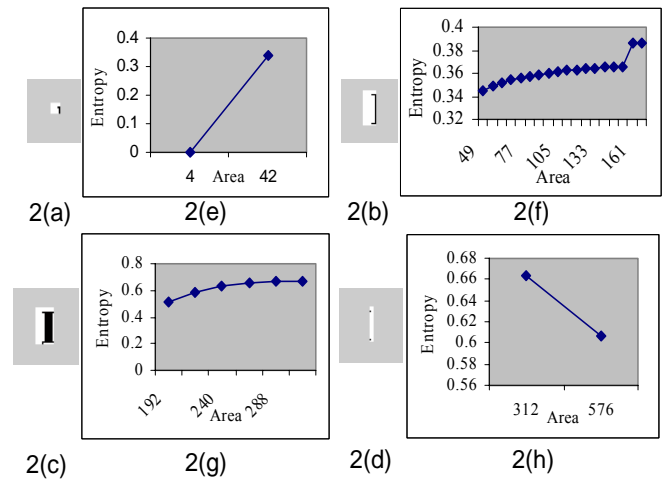 0.4
0.3
0.2
0.1
0
Entropy
4 Area 42
2(a) 2(e)
0.4
0.38
0.36
0.34
0.32
Entropy
49 77 105 133 161
Area
2(b) 2(f)
0.8
0.6
0.4
0.2
0
Entropy
192 240 288
Area
2(c) 2(g)
0.68
0.66
0.64
0.62
0.6
0.58
0.56
Entropy
312 576
Area
2(d) 2(h)